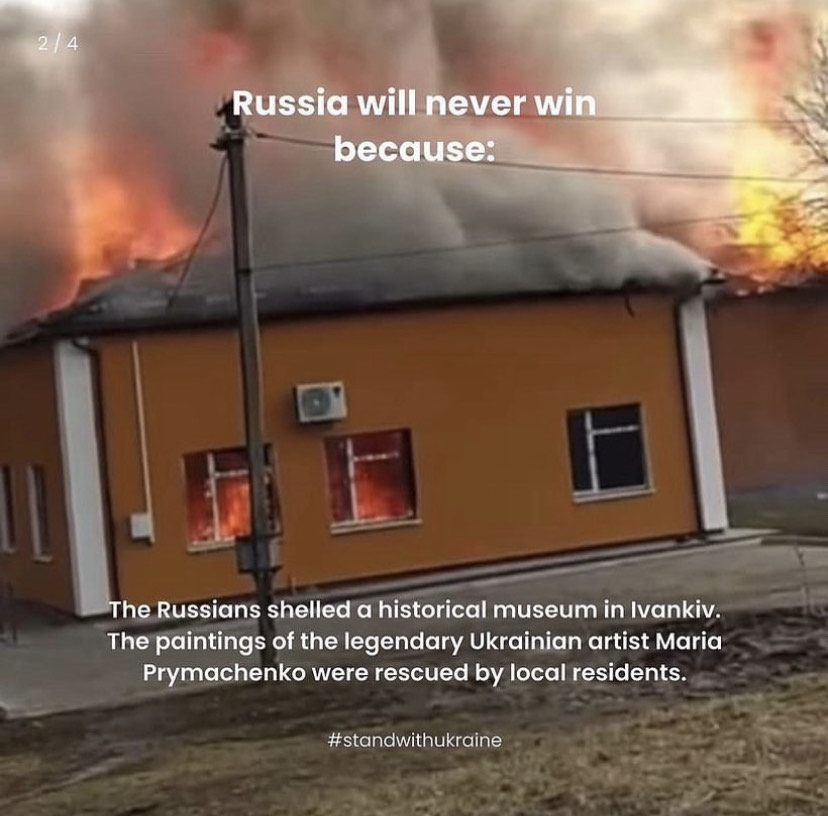 2 / 4
Russia will never win
because:
The Russians shelled a historical museum in Ivankiv.
The paintings of the legendary Ukrainian artist Maria
Prymachenko were rescued by local residents.
#standwithukraine